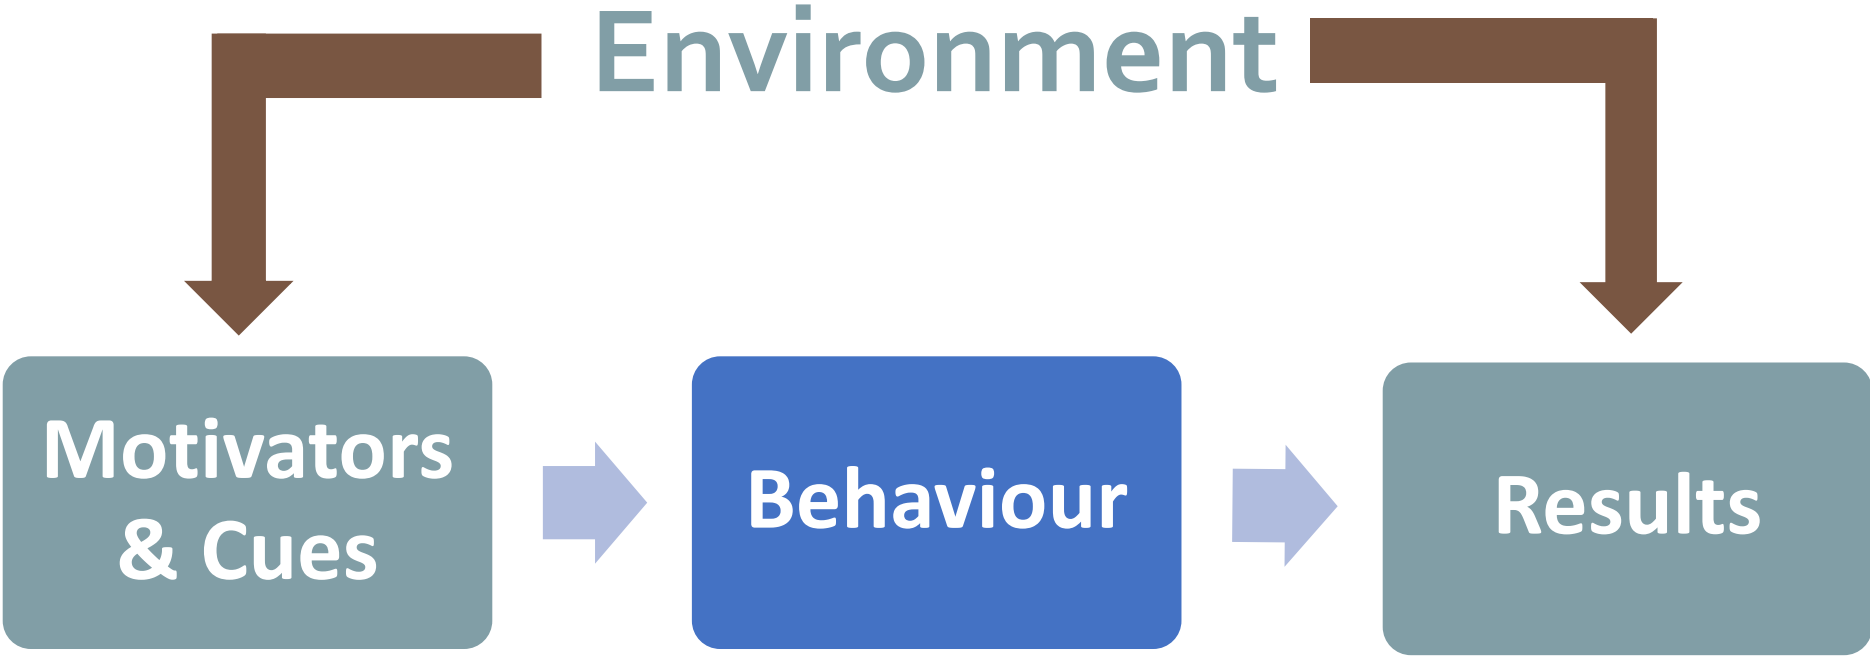 Environment
Motivators
& Cues
Behaviour
Results